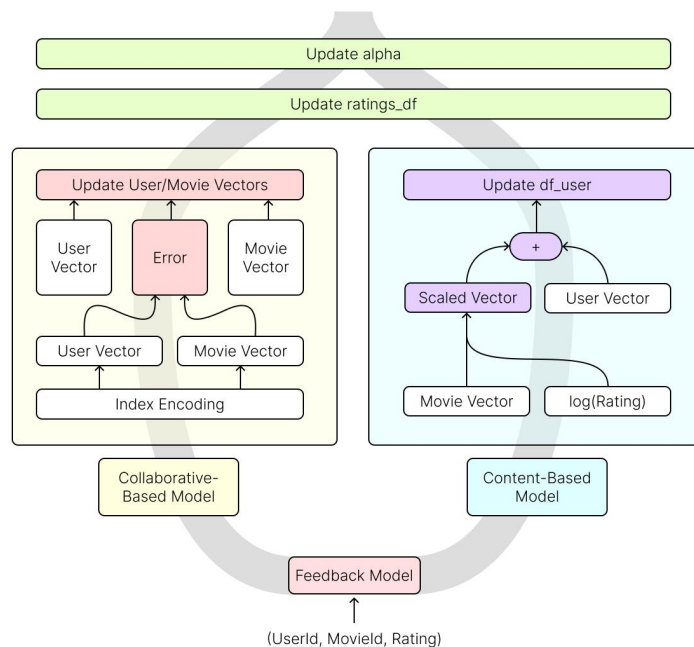 Update alpha
Update ratings_df
Update User/Movie Vectors
User
Vector
Error
Movie
Vector
User Vector
Movie Vector
Index Encoding
Collaborative-
Based Model
Update df_user
+
Scaled Vector
User Vector
Movie Vector
log(Rating)
Content-Based
Model
Feedback Model
(UserId, MovieId, Rating)